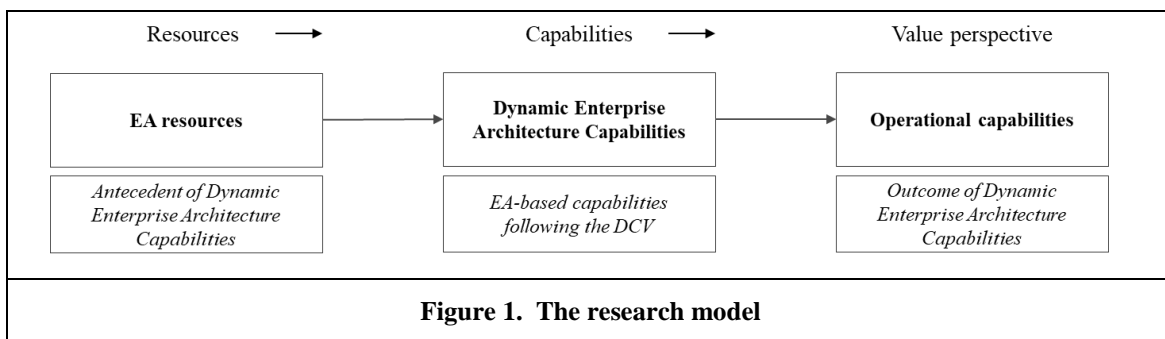 Resources
Capabilities
Value perspective
EA resources
Dynamic Enterprise
Architecture Capabilities
Operational capabilities
Antecedent of Dynamic
Enterprise Architecture
Capabilities
EA-based capabilities
following the DCV
Outcome of Dynamic
Enterprise Architecture
Capabilities
Figure 1. The research model